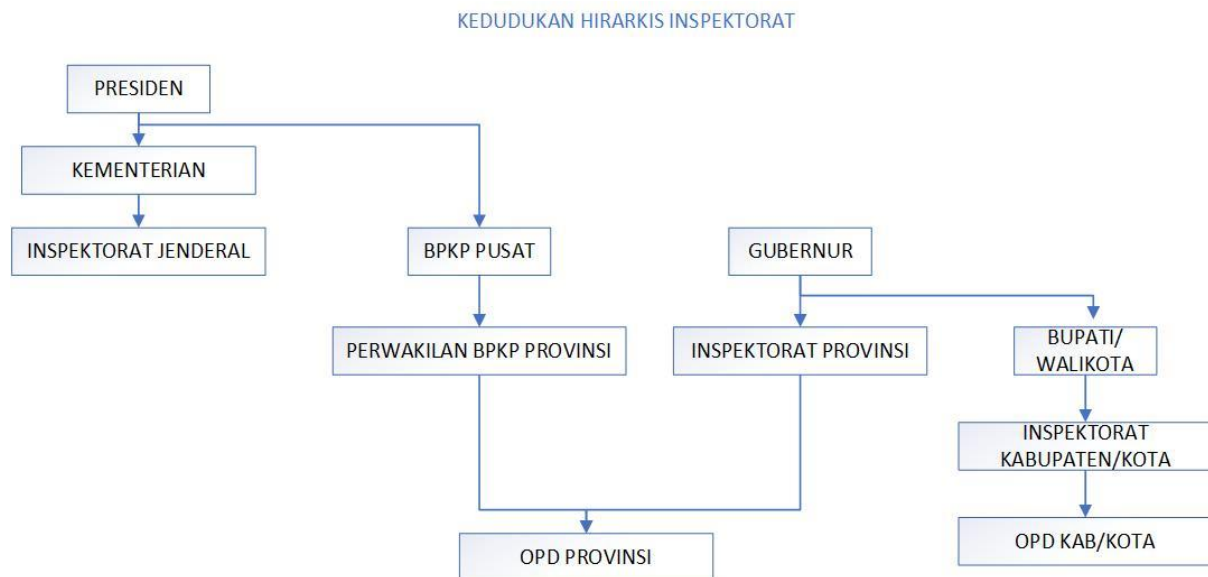 KEDUDUKAN HIRARKIS INSPEKTORAT
PRESIDEN
KEMENTERIAN
INSPEKTORAT JENDERAL
BPKP PUSAT
GUBERNUR
PERWAKILAN BPKP PROVINSI
INSPEKTORAT PROVINSI
BUPATI/
WALIKOTA
INSPEKTORAT
KABUPATEN/KOTA
OPD PROVINSI
OPD KAB/KOTA